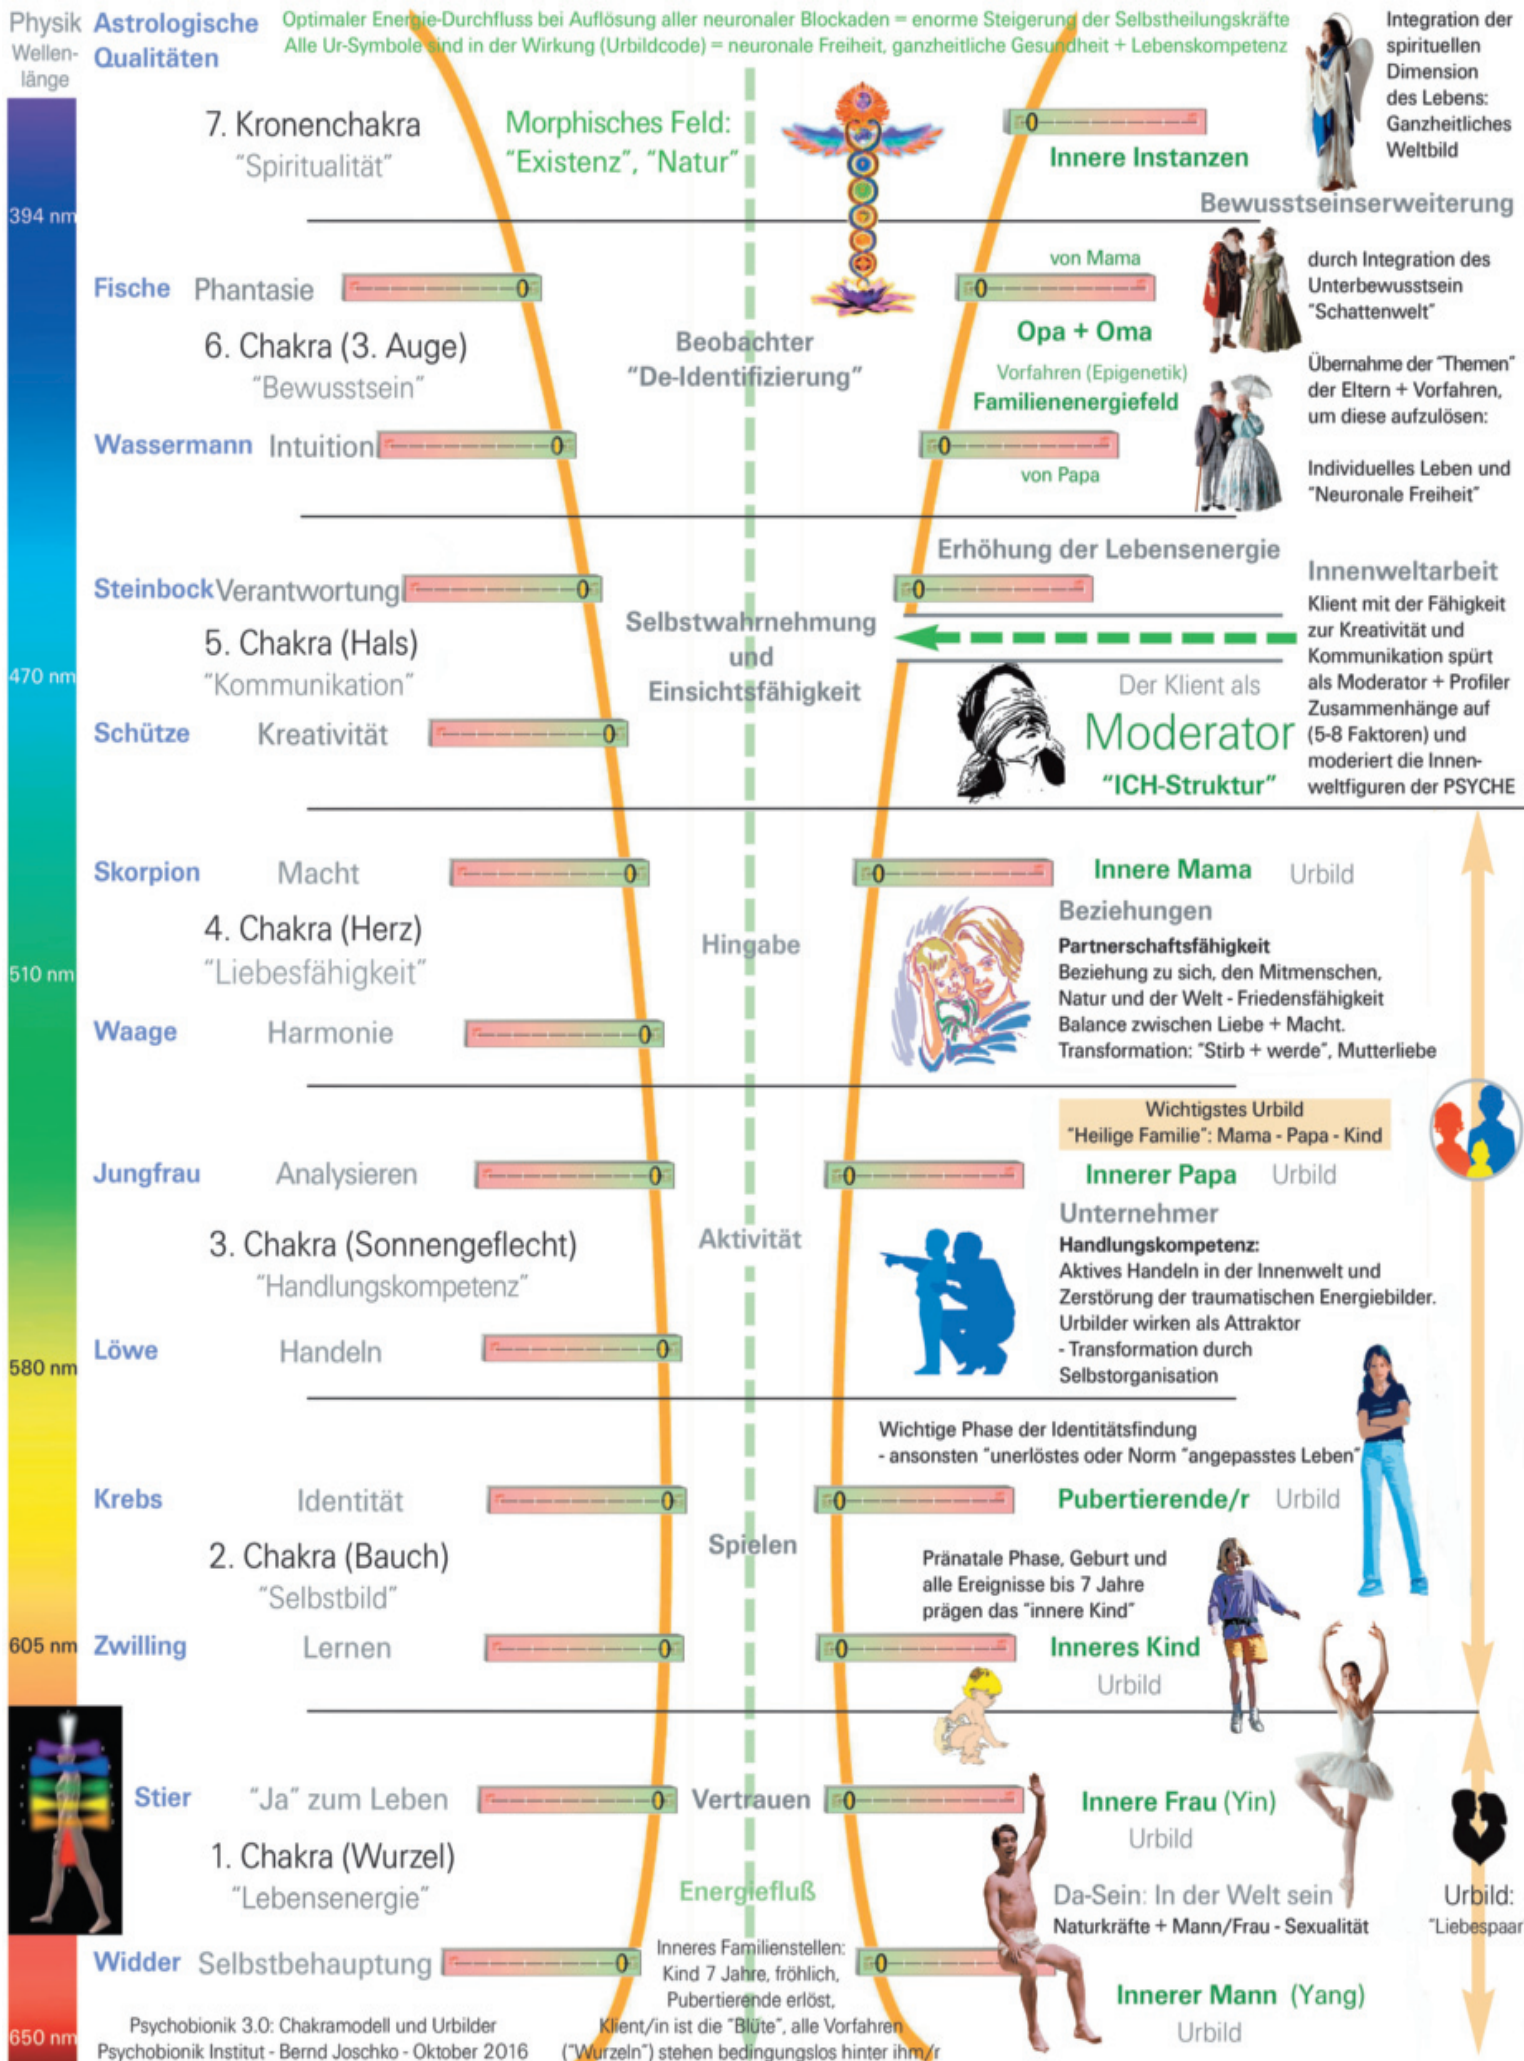 Physik
Wellen-
länge
Astrologische
Qualitäten
Optimaler Energie-Durchfluss bei Auflösung aller neuronaler Blockaden = enorme Steigerung der Selbstheilungskräfte
Alle Ur-Symbole sind in der Wirkung (Urbildcode) = neuronale Freiheit, ganzheitliche Gesundheit + Lebenskompetenz
Integration der
spirituellen
Dimension
des Lebens:
Ganzheitliches
Weltbild
7. Kronenchakra
"Spiritualität"
Morphisches Feld:
"Existenz", "Natur"
Innere Instanzen
394 nm
Bewusstseinserweiterung
Fische Phantasie
von Mama
durch Integration des
Unterbewusstsein
"Schattenwelt"
6. Chakra (3. Auge)
"Bewusstsein"
Beobachter
"De-Identifizierung"
Opa + Oma
Vorfahren (Epigenetik)
Familienenergiefeld
Übernahme der "Themen"
der Eltern + Vorfahren,
um diese aufzulösen:
Wassermann Intuition
von Papa
Individuelles Leben und
"Neuronale Freiheit"
Erhöhung der Lebensenergie
Steinbock Verantwortung
Innenweltarbeit
Klient mit der Fähigkeit
zur Kreativität und
Kommunikation spürt
als Moderator + Profiler
Zusammenhänge auf
(5-8 Faktoren) und
moderiert die Innen-
weltfiguren der PSYCHE
5. Chakra (Hals)
"Kommunikation"
Selbstwahrnehmung
und
Einsichtsfähigkeit
470 nm
Der Klient als
Moderator
"ICH-Struktur"
Schütze Kreativität
Skorpion Macht
Innere Mama Urbild
4. Chakra (Herz)
"Liebesfähigkeit"
Hingabe
Beziehungen
Partnerschaftsfähigkeit
Beziehung zu sich, den Mitmenschen,
Natur und der Welt - Friedensfähigkeit
Balance zwischen Liebe + Macht.
Transformation: "Stirb + werde", Mutterliebe
510 nm
Waage Harmonie
Wichtigstes Urbild
"Heilige Familie": Mama - Papa - Kind
Jungfrau Analysieren
Innerer Papa Urbild
3. Chakra (Sonnengeflecht)
"Handlungskompetenz"
Aktivität
Unternehmer
Handlungskompetenz:
Aktives Handeln in der Innenwelt und
Zerstörung der traumatischen Energiebilder.
Urbilder wirken als Attraktor
- Transformation durch
Selbstorganisation
580 nm
Löwe Handeln
Wichtige Phase der Identitätsfindung
- ansonsten "unerlöstes oder Norm "angepasstes Leben"
Krebs Identität
Pubertierende/r Urbild
2. Chakra (Bauch)
"Selbstbild"
Spielen
Pränatale Phase, Geburt und
alle Ereignisse bis 7 Jahre
prägen das "innere Kind"
605 nm
Zwilling Lernen
Inneres Kind
Urbild
Stier "Ja" zum Leben
Vertrauen
Innere Frau (Yin)
Urbild
1. Chakra (Wurzel)
"Lebensenergie"
Energiefluß
Da-Sein: In der Welt sein
Naturkräfte + Mann/Frau - Sexualität
Urbild:
"Liebespaar
Widder Selbstbehauptung
Inneres Familienstellen:
Kind 7 Jahre, fröhlich,
Pubertierende erlöst,
Klient/in ist die "Blüte", alle Vorfahren
("Wurzeln") stehen bedingungslos hinter ihm/r
Innerer Mann (Yang)
Urbild
650 nm
Psychobionik 3.0: Chakramodell und Urbilder
Psychobionik Institut - Bernd Joschko - Oktober 2016